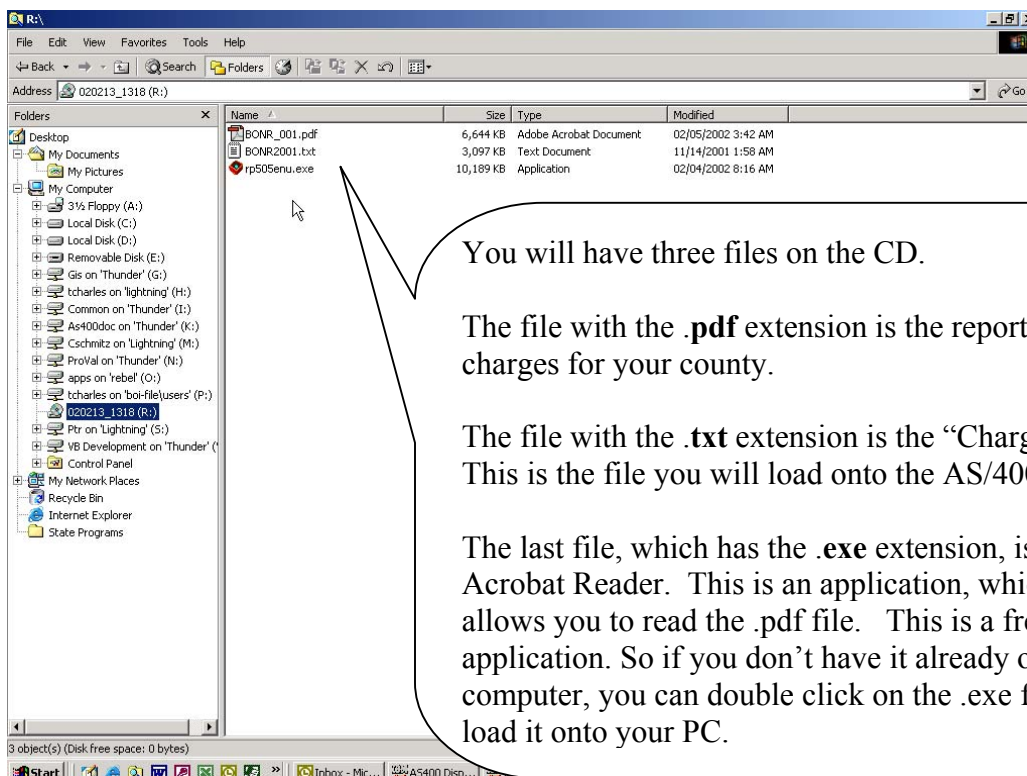 R:\
File Edit View Favorites Tools Help
Back Search Folders
Address 020213_1318 (R:) Go
Folders
Desktop
My Documents
My Pictures
My Computer
3½ Floppy (A:)
Local Disk (C:)
Local Disk (D:)
Removable Disk (E:)
Gis on 'Thunder' (G:)
tcharles on 'lightning' (H:)
Common on 'Thunder' (I:)
As400doc on 'Thunder' (K:)
Cschmitz on 'Lightning' (M:)
ProVal on 'Thunder' (N:)
apps on 'rebel' (O:)
tcharles on 'boi-file\users' (P:)
020213_1318 (R:)
Ptr on 'Lightning' (S:)
VB Development on 'Thunder' ('
Control Panel
My Network Places
Recycle Bin
Internet Explorer
State Programs
Name Size Type Modified
BONR_001.pdf 6,644 KB Adobe Acrobat Document 02/05/2002 3:42 AM
BONR2001.txt 3,097 KB Text Document 11/14/2001 1:58 AM
rp505enu.exe 10,189 KB Application 02/04/2002 8:16 AM
You will have three files on the CD.
The file with the .pdf extension is the report
charges for your county.
The file with the .txt extension is the “Charg
This is the file you will load onto the AS/40
The last file, which has the .exe extension, is
Acrobat Reader. This is an application, whi
allows you to read the .pdf file. This is a fr
application. So if you don’t have it already o
computer, you can double click on the .exe f
load it onto your PC.
3 object(s) (Disk free space: 0 bytes)
Start Inbox - Mic... AS400 Disp...